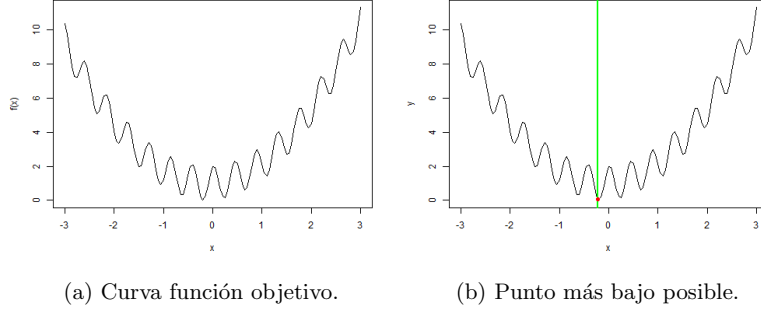 f(x)
10
8
6
4
2
0
-3 -2 -1 0 1 2 3
x
y
10
8
6
4
2
0
-3 -2 -1 0 1 2 3
x
(a) Curva función objetivo.
(b) Punto más bajo posible.